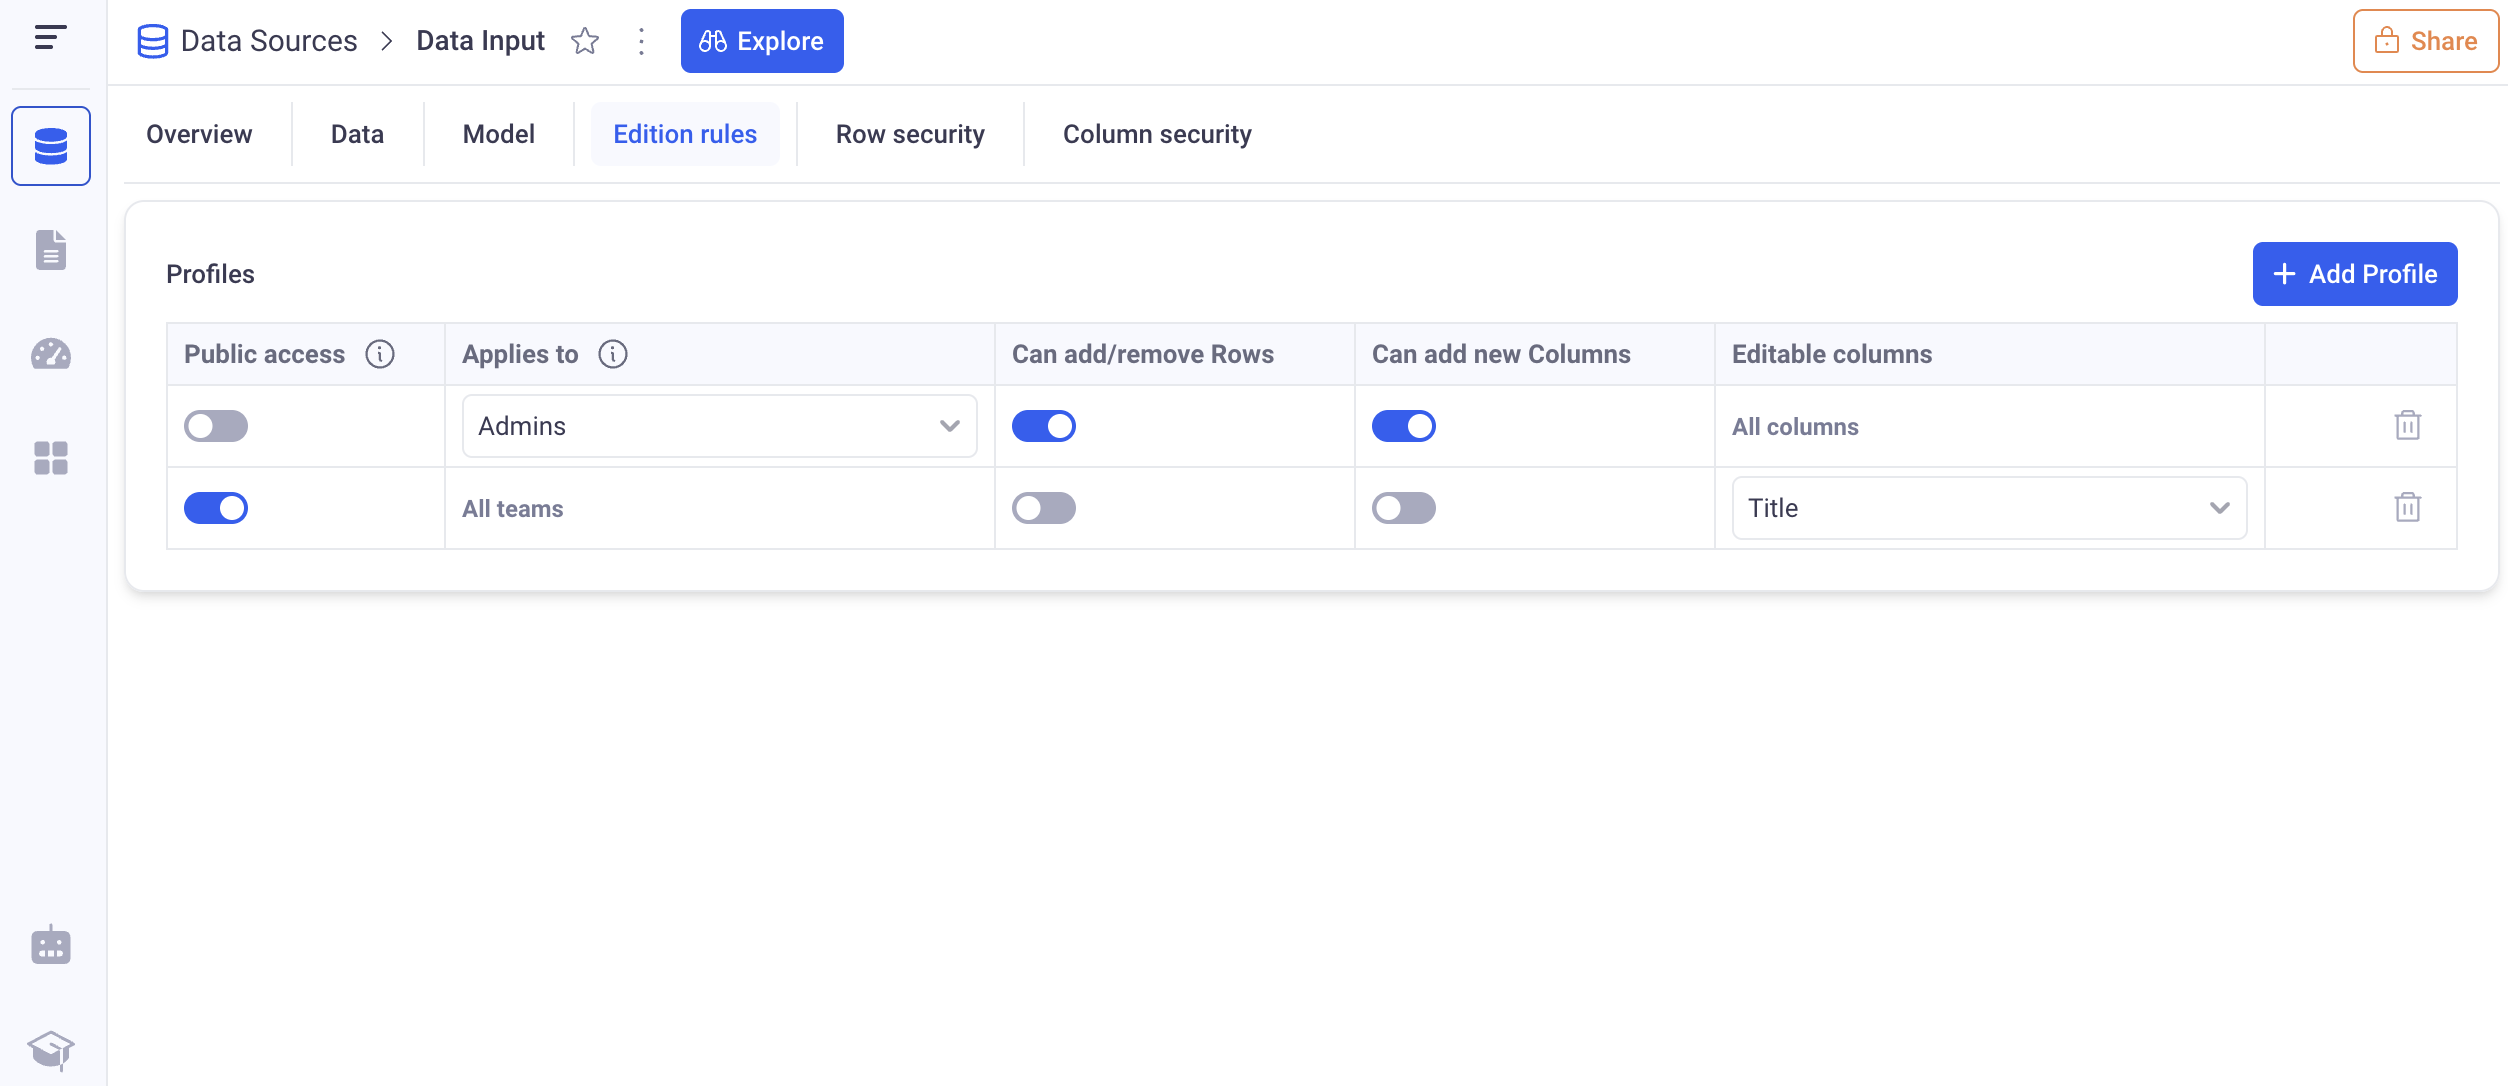 Data Sources > Data Input Explore Share
Overview Data Model Edition rules Row security Column security
Profiles Add Profile
Public access Applies to Can add/remove Rows Can add new Columns Editable columns
Admins All columns
All teams Title